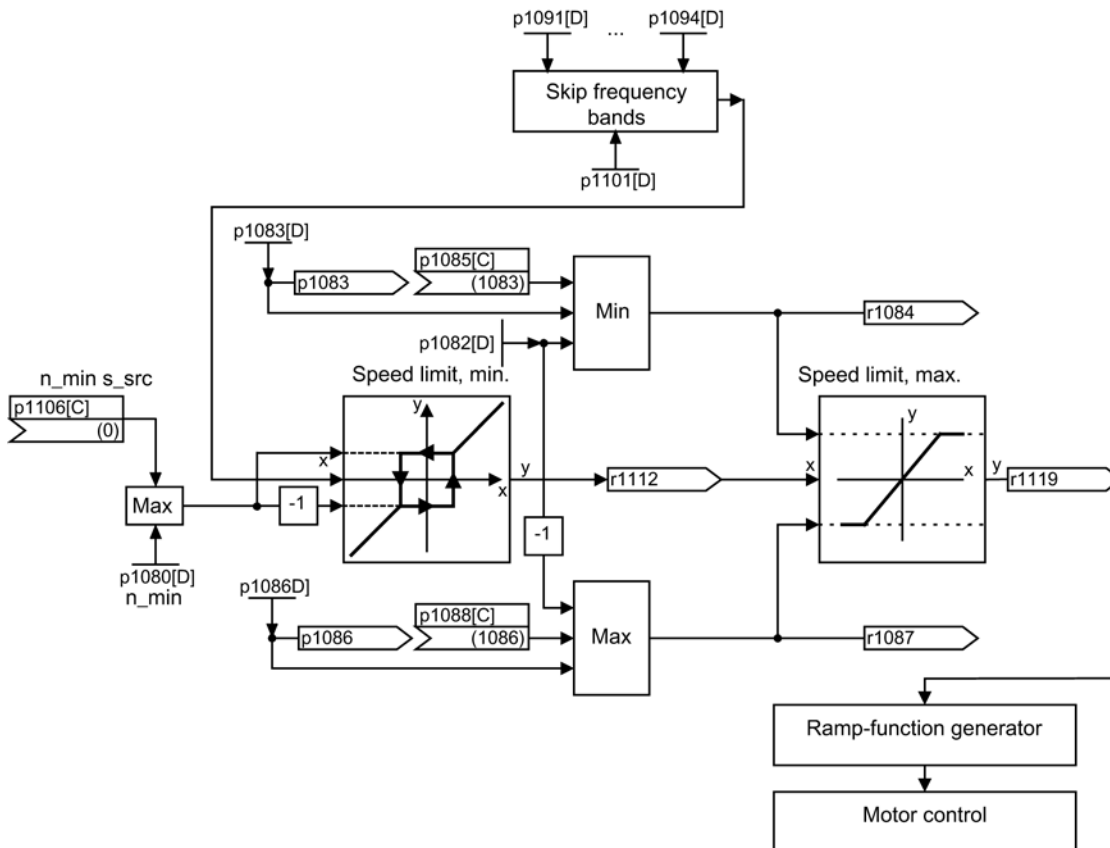 p1091[D] ... p1094[D]
Skip frequency
bands
p1101[D]
p1083[D]
p1085[C]
p1083 (1083)
Min
r1084
p1082[D]
Speed limit, min.
Speed limit, max.
n_min s_src
p1106[C]
(0)
y
y
x
x
y
r1112
x
x
y
r1119
Max
-1
-1
p1080[D]
n_min
p1086D]
p1088[C]
p1086 (1086)
Max
r1087
Ramp-function generator
Motor control